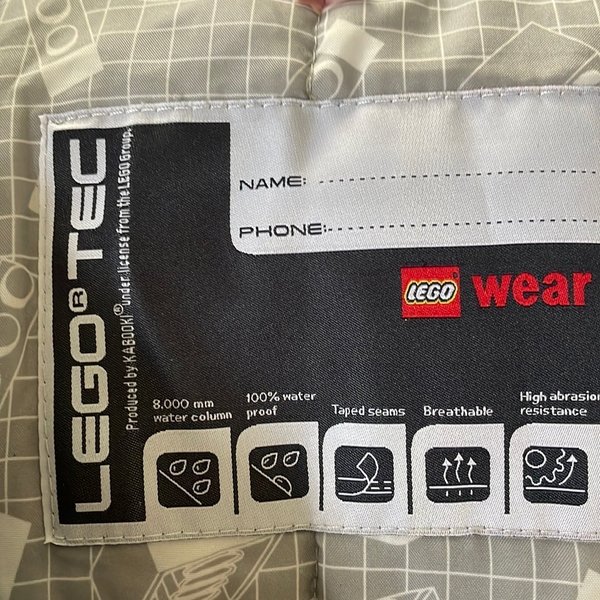 LEGO® TEC
Produced by KABOOKI® under license from the LEGO Group.
NAME:
PHONE:
LEGO wear
8,000 mm
water column
100% water
proof
Taped seams
Breathable
High abrasio
resistance